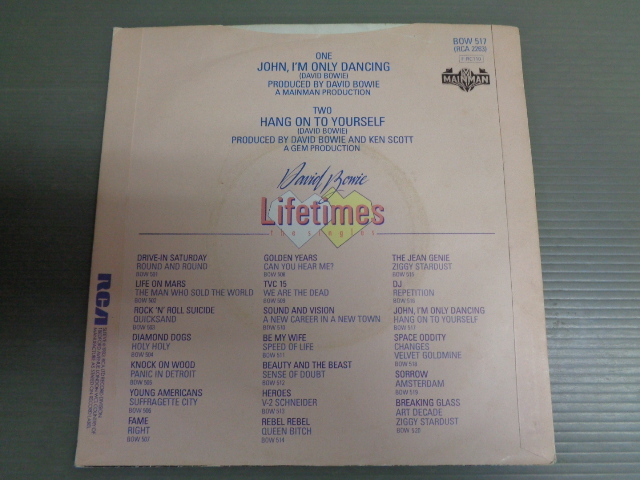 BOW 517
(RCA 2263)
MAINMAN
ONE
JOHN, I'M ONLY DANCING
(DAVID BOWIE)
PRODUCED BY DAVID BOWIE
A MAINMAN PRODUCTION
TWO
HANG ON TO YOURSELF
(DAVID BOWIE)
PRODUCED BY DAVID BOWIE AND KEN SCOTT
A GEM PRODUCTION
David Bowie
Lifetimes
the singles
DRIVE-IN SATURDAY
ROUND AND ROUND
BOW 501
LIFE ON MARS
THE MAN WHO SOLD THE WORLD
BOW 502
ROCK 'N' ROLL SUICIDE
QUICKSAND
BOW 503
DIAMOND DOGS
HOLY HOLY
BOW 504
KNOCK ON WOOD
PANIC IN DETROIT
BOW 505
YOUNG AMERICANS
SUFFRAGETTE CITY
BOW 506
FAME
RIGHT
BOW 507
GOLDEN YEARS
CAN YOU HEAR ME?
BOW 508
TVC 15
WE ARE THE DEAD
BOW 509
SOUND AND VISION
A NEW CAREER IN A NEW TOWN
BOW 510
BE MY WIFE
SPEED OF LIFE
BOW 511
BEAUTY AND THE BEAST
SENSE OF DOUBT
BOW 512
HEROES
V-2 SCHNEIDER
BOW 513
REBEL REBEL
QUEEN BITCH
BOW 514
THE JEAN GENIE
ZIGGY STARDUST
BOW 515
DJ
REPETITION
BOW 516
JOHN, I'M ONLY DANCING
HANG ON TO YOURSELF
BOW 517
SPACE ODDITY
CHANGES
VELVET GOLDMINE
BOW 518
SORROW
AMSTERDAM
BOW 519
BREAKING GLASS
ART DECADE
ZIGGY STARDUST
BOW 520
RCA